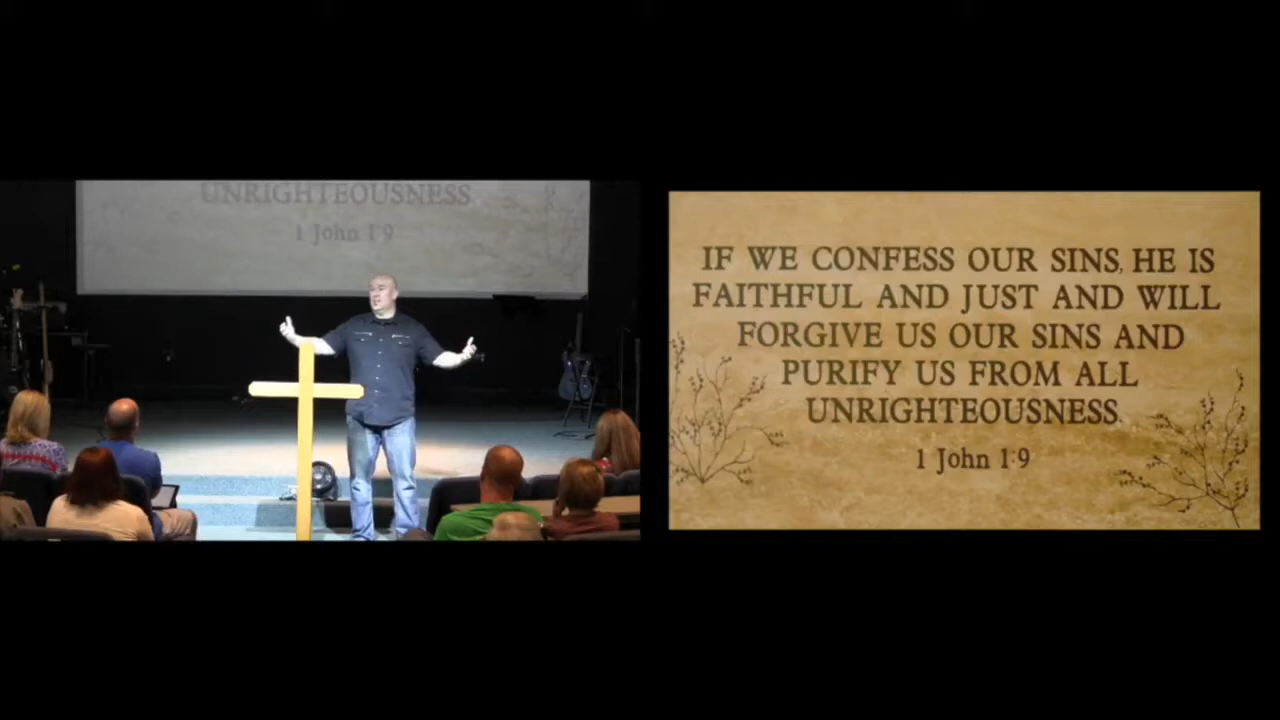 UNRIGHTEOUSNESS
1 John 1:9
IF WE CONFESS OUR SINS, HE IS
FAITHFUL AND JUST AND WILL
FORGIVE US OUR SINS AND
PURIFY US FROM ALL
UNRIGHTEOUSNESS.
1 John 1:9